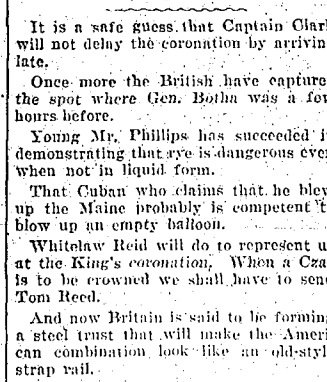 It is a safe guess that Captain Clar
will not delay the coronation by arrivin
late.
Once more the British have capture
the spot where Gen. Botha was a few
hours before.
Young Mr. Phillips has succeeded i
demonstrating that rye is dangerous eve
when not in liquid form.
That Cuban who claims that he blew
up the Maine probably is competent t
blow up an empty balloon.
Whitelaw Reid will do to represent u
at the King's coronation. When a Cza
is to be crowned we shall have to sen
Tom Reed.
And now Britain is said to be formin
a steel trust that will make the Ameri
can combination look like an old-styl
strap rail.